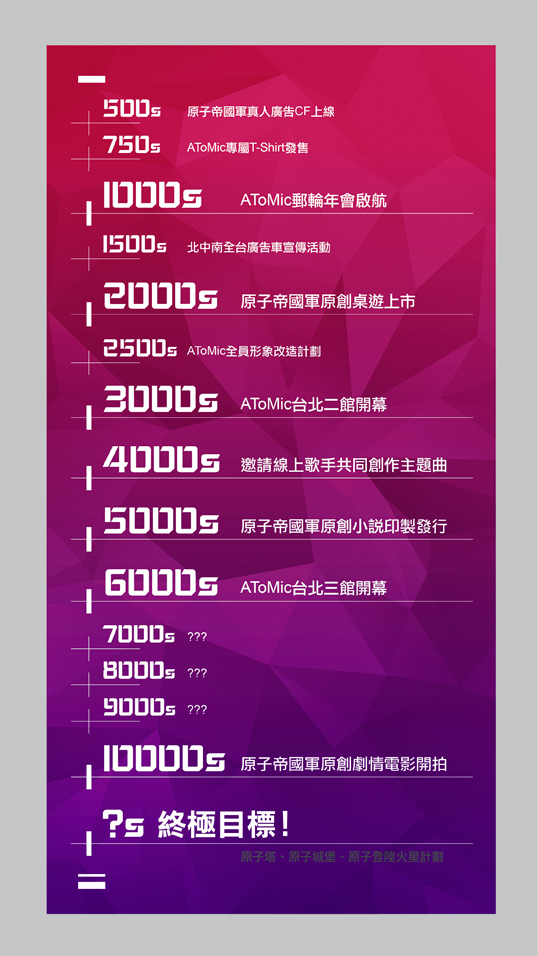 500s 原子帝國軍真人廣告CF上線
750s AToMic專屬T-Shirt發售
1000s AToMic郵輪年會啟航
1500s 北中南全台廣告車宣傳活動
2000s 原子帝國軍原創桌遊上市
2500s AToMic全員形象改造計劃
3000s AToMic台北二館開幕
4000s 邀請線上歌手共同創作主題曲
5000s 原子帝國軍原創小說印製發行
6000s AToMic台北三館開幕
7000s ???
8000s ???
9000s ???
10000s 原子帝國軍原創劇情電影開拍
?s 終極目標!
原子塔、原子城堡、原子登陸火星計劃